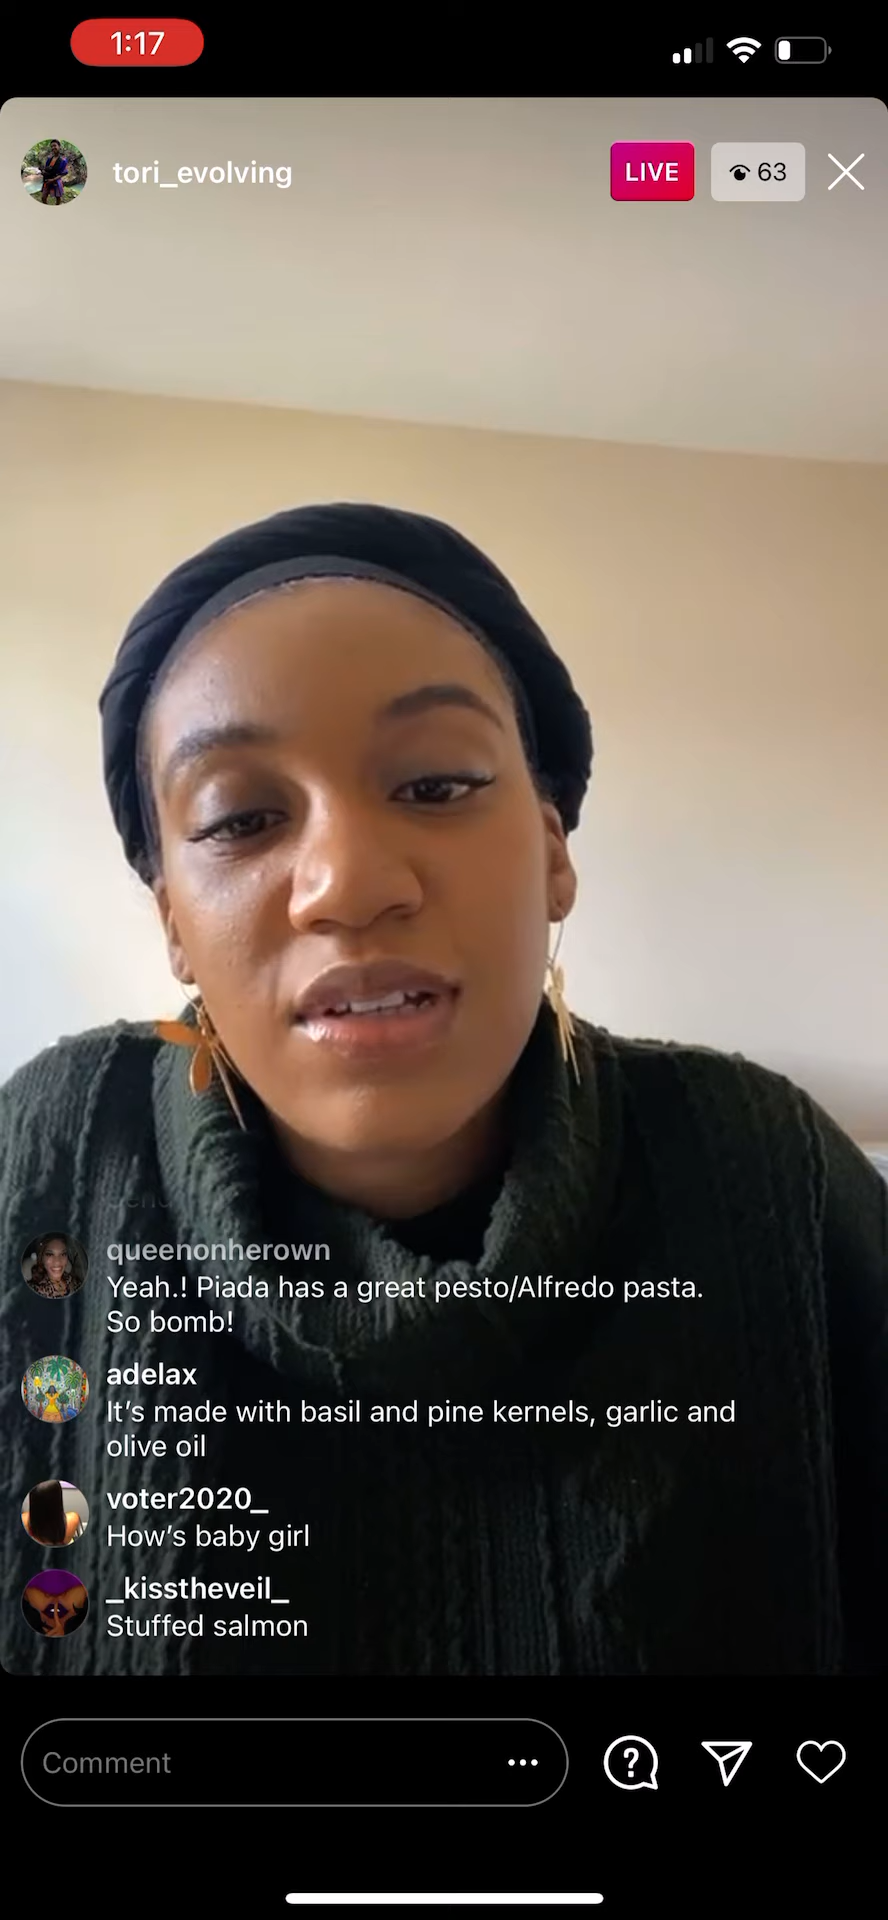 1:17
tori_evolving
LIVE
63
queenonherown
Yeah.! Piada has a great pesto/Alfredo pasta.
So bomb!
adelax
It’s made with basil and pine kernels, garlic and
olive oil
voter2020_
How’s baby girl
_kisstheveil_
Stuffed salmon
Comment